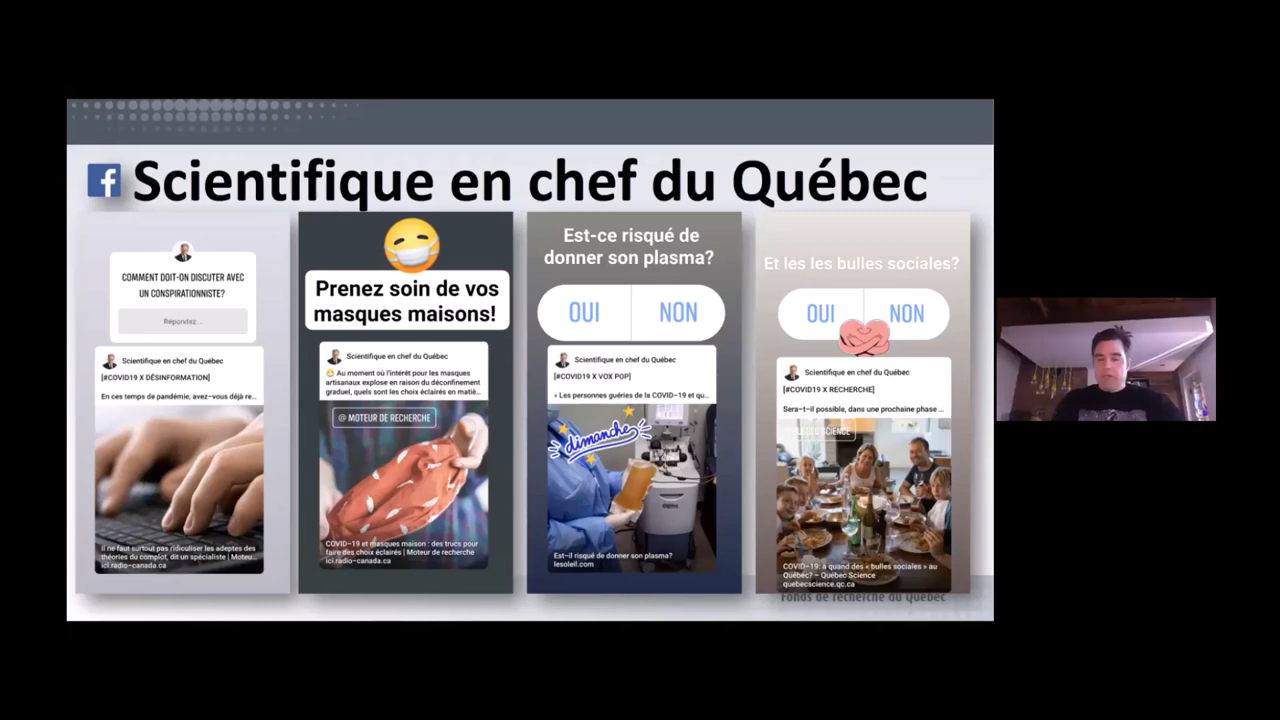 Scientifique en chef du Québec
COMMENT DOIT-ON DISCUTER AVEC
UN CONSPIRATIONNISTE?
Répondez...
Scientifique en chef du Québec
[#COVID19 X DÉSINFORMATION]
En ces temps de pandémie, avez-vous déjà re...
Il ne faut surtout pas ridiculiser les adeptes des
théories du complot, dit un spécialiste | Moteu...
ici.radio-canada.ca
Prenez soin de vos
masques maisons!
Scientifique en chef du Québec
Au moment où l'intérêt pour les masques
artisanaux explose en raison du déconfinement
graduel, quels sont les choix éclairés en matiè...
@ MOTEUR DE RECHERCHE
COVID-19 et masques maison : des trucs pour
faire des choix éclairés | Moteur de recherche
ici.radio-canada.ca
Est-ce risqué de
donner son plasma?
OUI NON
Scientifique en chef du Québec
[#COVID19 X VOX POP]
« Les personnes guéries de la COVID-19 et qu...
dimanche
Est-il risqué de donner son plasma?
lesoleil.com
Et les les bulles sociales?
OUI NON
Scientifique en chef du Québec
[#COVID19 X RECHERCHE]
Sera-t-il possible, dans une prochaine phase ...
COVID-19: à quand des « bulles sociales » au
Québec? - Québec Science
quebecscience.qc.ca
Fonds de recherche du Québec